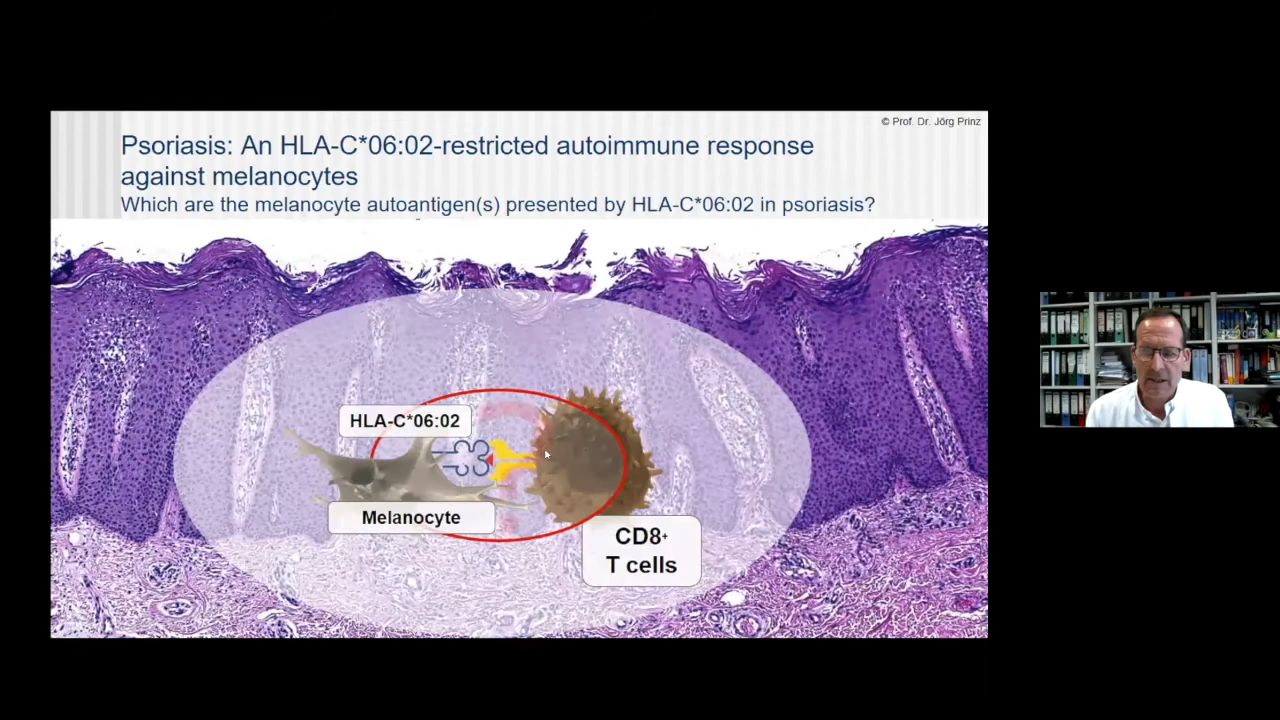 © Prof. Dr. Jörg Prinz
Psoriasis: An HLA-C*06:02-restricted autoimmune response
against melanocytes
Which are the melanocyte autoantigen(s) presented by HLA-C*06:02 in psoriasis?
HLA-C*06:02
Melanocyte
CD8+
T cells